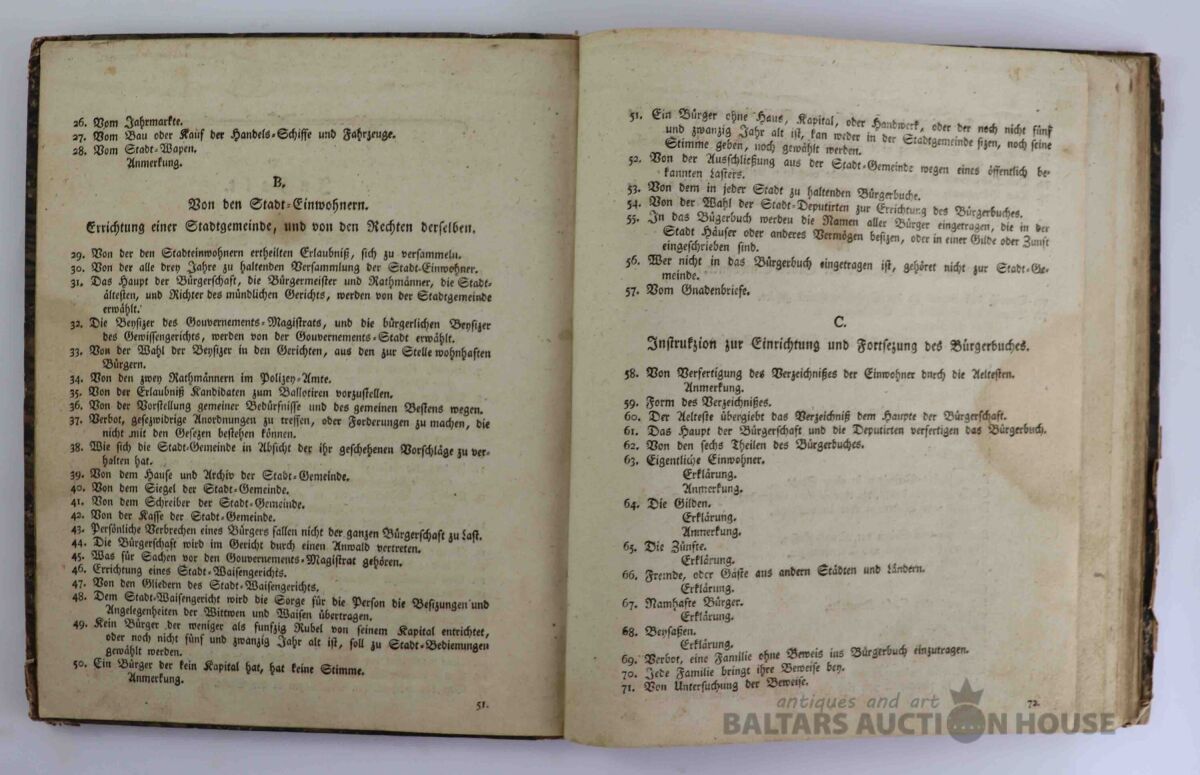 26. Vom Jahrmarkte.
27. Vom Bau oder Kauf der Handels-Schiffe und Fahrzeuge.
28. Vom Stadt-Wapen.
Anmerkung.
B.
Von den Stadt-Einwohnern.
Errichtung einer Stadtgemeinde, und von den Rechten derselben.
29. Von der den Stadteinwohnern ertheilten Erlaubniß, sich zu versammeln.
30. Von der alle drey Jahre zu haltenden Versammlung der Stadt-Einwohner.
31. Das Haupt der Bürgerschaft, die Bürgermeister und Rathmänner, die Stadt-
ältesten, und Richter des mündlichen Gerichts, werden von der Stadtgemeinde
erwählt.
32. Die Beysizer des Gouvernements-Magistrats, und die bürgerlichen Beysizer
des Gewissengerichts, werden von der Gouvernements-Stadt erwählt.
33. Von der Wahl der Beysizer in den Gerichten, aus den zur Stelle wohnhaften
Bürgern.
34. Von den zwey Rathmännern im Polizey-Amte.
35. Von der Erlaubniß Kandidaten zum Ballotiren vorzustellen.
36. Von der Vorstellung gemeiner Bedürfnisse und des gemeinen Bestens wegen.
37. Verbot, gesezwidrige Anordnungen zu treffen, oder Forderungen zu machen, die
nicht mit den Gesezen bestehen können.
38. Wie sich die Stadt-Gemeinde in Absicht der ihr geschehenen Vorschläge zu ver-
halten hat.
39. Von dem Hause und Archiv der Stadt-Gemeinde.
40. Von dem Siegel der Stadt-Gemeinde.
41. Von dem Schreiber der Stadt-Gemeinde.
42. Von der Kasse der Stadt-Gemeinde.
43. Persönliche Verbrechen eines Bürgers fallen nicht der ganzen Bürgerschaft zu Last.
44. Die Bürgerschaft wird im Gericht durch einen Anwald vertreten.
45. Was für Sachen vor den Gouvernements-Magistrat gehören.
46. Errichtung eines Stadt-Waisengerichts.
47. Von den Gliedern des Stadt-Waisengerichts.
48. Dem Stadt-Waisengericht wird die Sorge für die Person die Besizungen und
Angelegenheiten der Wittwen und Waisen übertragen.
49. Kein Bürger der weniger als funfzig Rubel von seinem Kapital entrichtet,
oder noch nicht fünf und zwanzig Jahr alt ist, soll zu Stadt-Bedienungen
gewählt werden.
50. Ein Bürger der kein Kapital hat, hat keine Stimme.
Anmerkung.
51.
51. Ein Bürger ohne Haus, Kapital, oder Handwerk, oder der noch nicht fünf
und zwanzig Jahr alt ist, kan weder in der Stadtgemeinde sizen, noch seine
Stimme geben, noch gewählt werden.
52. Von der Ausschließung aus der Stadt-Gemeinde wegen eines öffentlich be-
kannten Lasters.
53. Von dem in jeder Stadt zu haltenden Bürgerbuche.
54. Von der Wahl der Stadt-Deputirten zur Errichtung des Bürgerbuches.
55. In das Bügerbuch werden die Namen aller Bürger eingetragen, die in der
Stadt Häuser oder anderes Vermögen besizen, oder in einer Gilde oder Zunft
eingeschrieben sind.
56. Wer nicht in das Bürgerbuch eingetragen ist, gehöret nicht zur Stadt-Ge-
meinde.
57. Vom Gnadenbriefe.
C.
Instrukzion zur Einrichtung und Fortsezung des Bürgerbuches.
58. Von Verfertigung des Verzeichnißes der Einwohner durch die Aeltesten.
Anmerkung.
59. Form des Verzeichnißes.
60. Der Aelteste übergiebt das Verzeichniß dem Haupte der Bürgerschaft.
61. Das Haupt der Bürgerschaft und die Deputirten verfertigen das Bürgerbuch.
62. Von den sechs Theilen des Bürgerbuches.
63. Eigentliche Einwohner.
Erklärung.
Anmerkung.
64. Die Gilden.
Erklärung.
Anmerkung.
65. Die Zünfte.
Erklärung.
66. Fremde, oder Gäste aus andern Städten und Ländern.
Erklärung.
67. Namhafte Bürger.
Erklärung.
68. Beysaßen.
Erklärung.
69. Verbot, eine Familie ohne Beweis ins Bürgerbuch einzutragen.
70. Jede Familie bringt ihre Beweise bey.
71. Von Untersuchung der Beweise.
72.
antiques and art
BALTARS AUCTION HOUSE